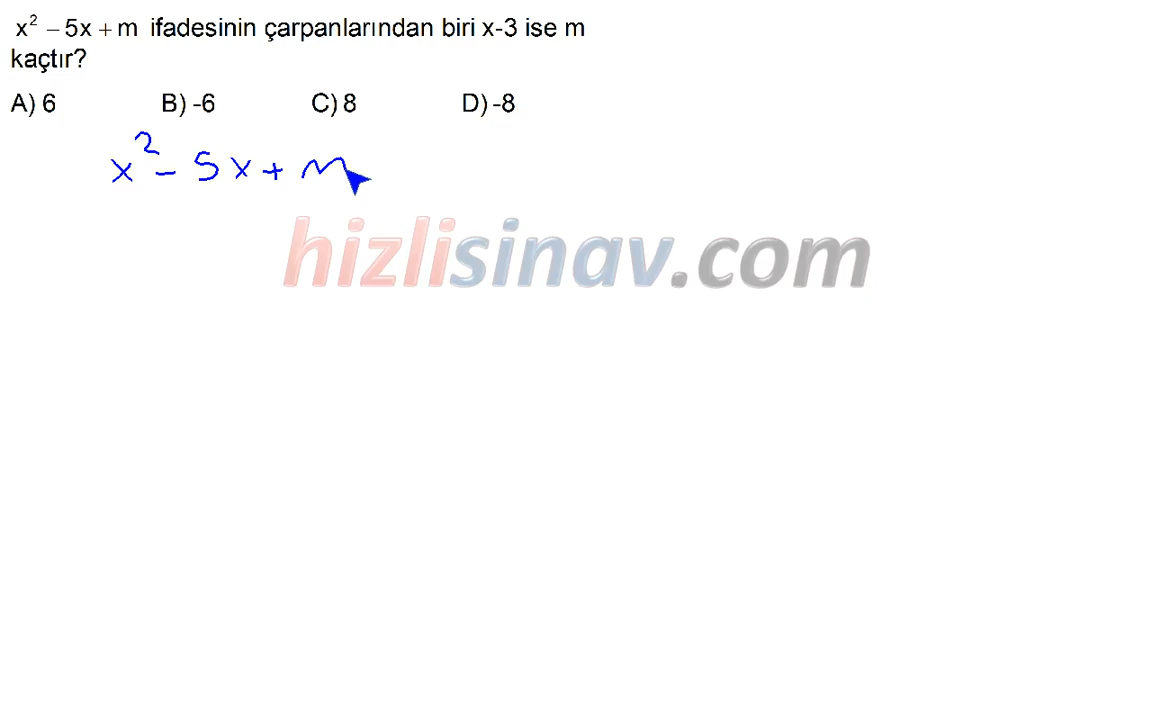 x² − 5x + m ifadesinin çarpanlarından biri x-3 ise m
kaçtır?
A) 6 B) -6 C) 8 D) -8
x² - 5x + m
hizlisinav.com